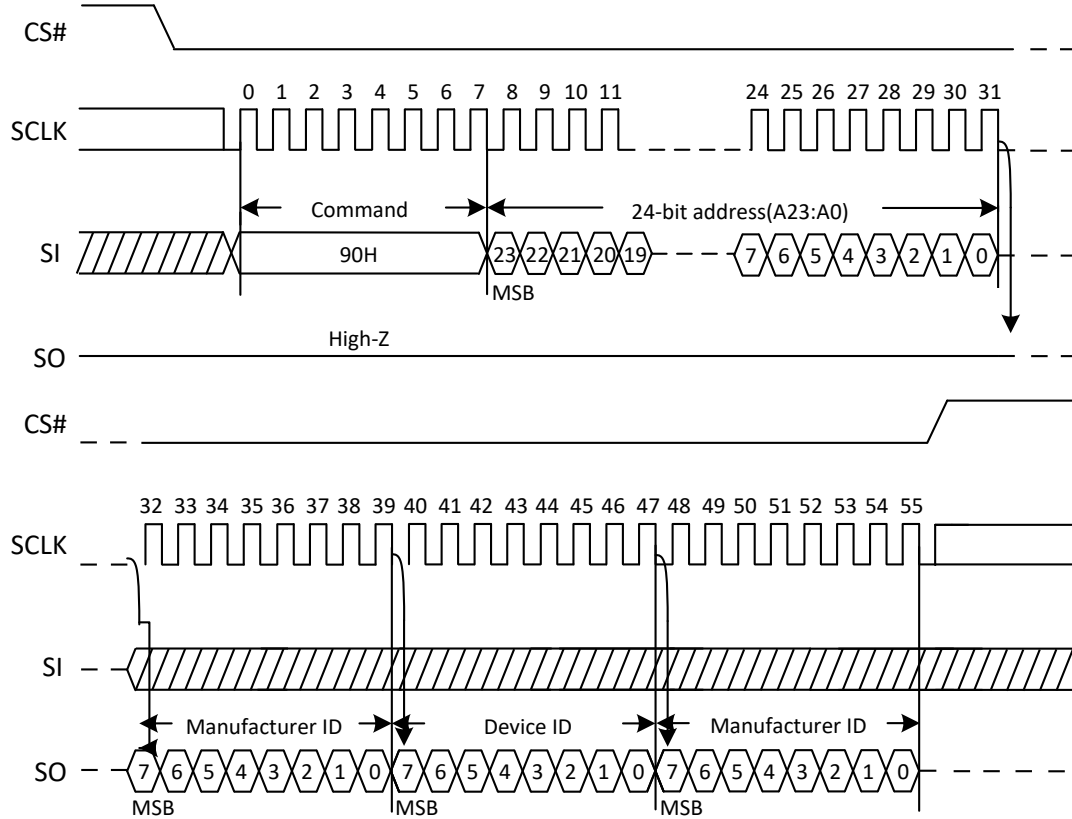 CS#
0 1 2 3 4 5 6 7 8 9 10 11 24 25 26 27 28 29 30 31
SCLK
Command 24-bit address(A23:A0)
SI 90H 23 22 21 20 19 7 6 5 4 3 2 1 0
MSB
High-Z
SO
CS#
32 33 34 35 36 37 38 39 40 41 42 43 44 45 46 47 48 49 50 51 52 53 54 55
SCLK
SI
Manufacturer ID Device ID Manufacturer ID
SO 7 6 5 4 3 2 1 0 7 6 5 4 3 2 1 0 7 6 5 4 3 2 1 0
MSB MSB MSB